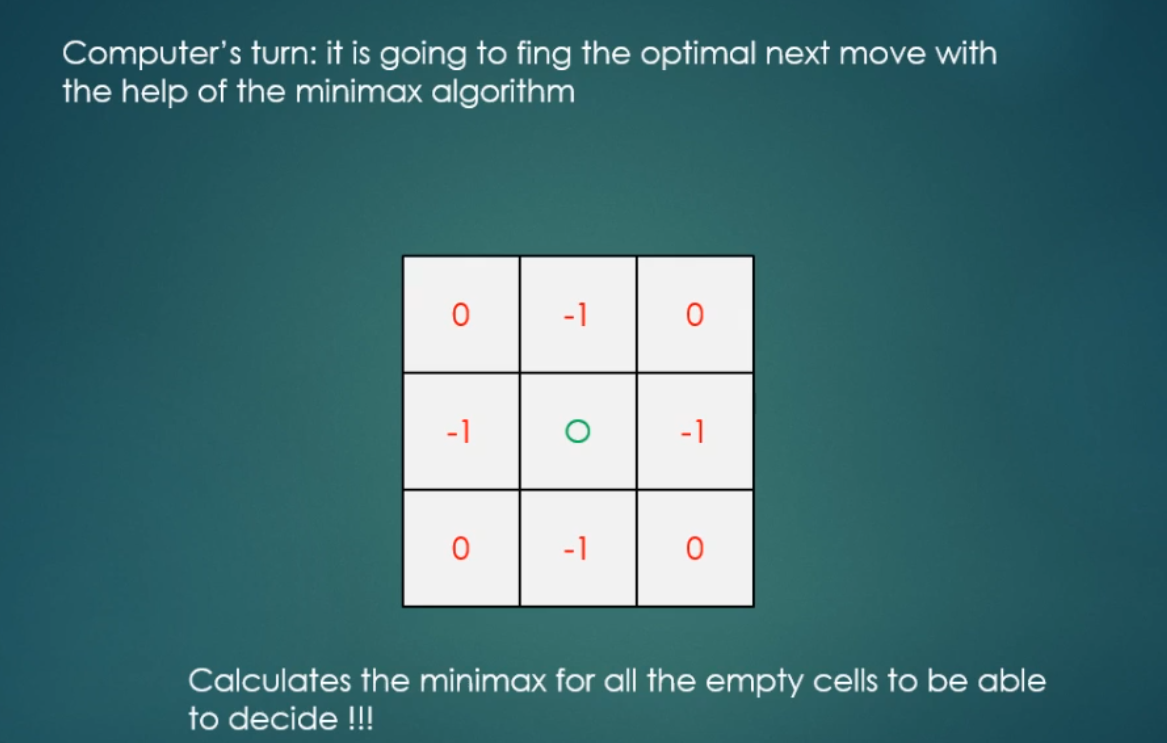 Computer's turn: it is going to fing the optimal next move with
the help of the minimax algorithm
0 -1 0
-1 O -1
0 -1 0
Calculates the minimax for all the empty cells to be able
to decide !!!